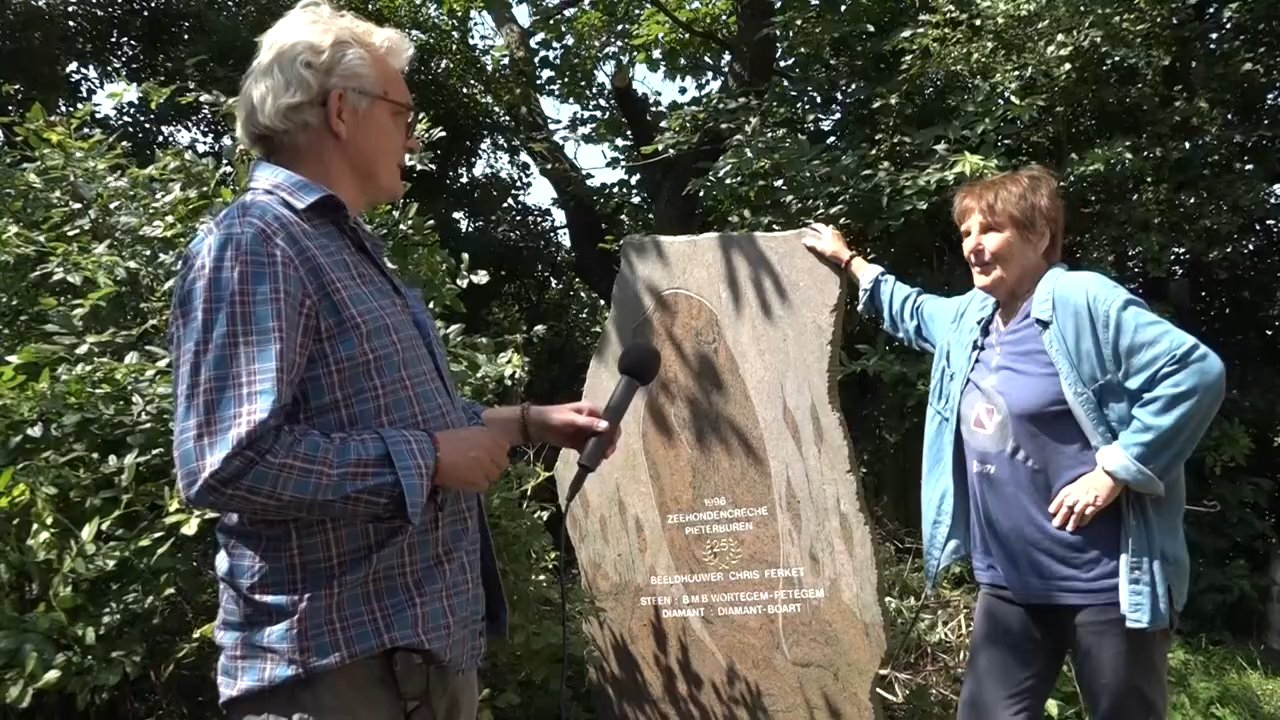 1996
ZEEHONDENCRECHE
PIETERBUREN
25
BEELDHOUWER CHRIS FERKET
STEEN : B M B WORTEGEM-PETEGEM
DIAMANT : DIAMANT-BOART